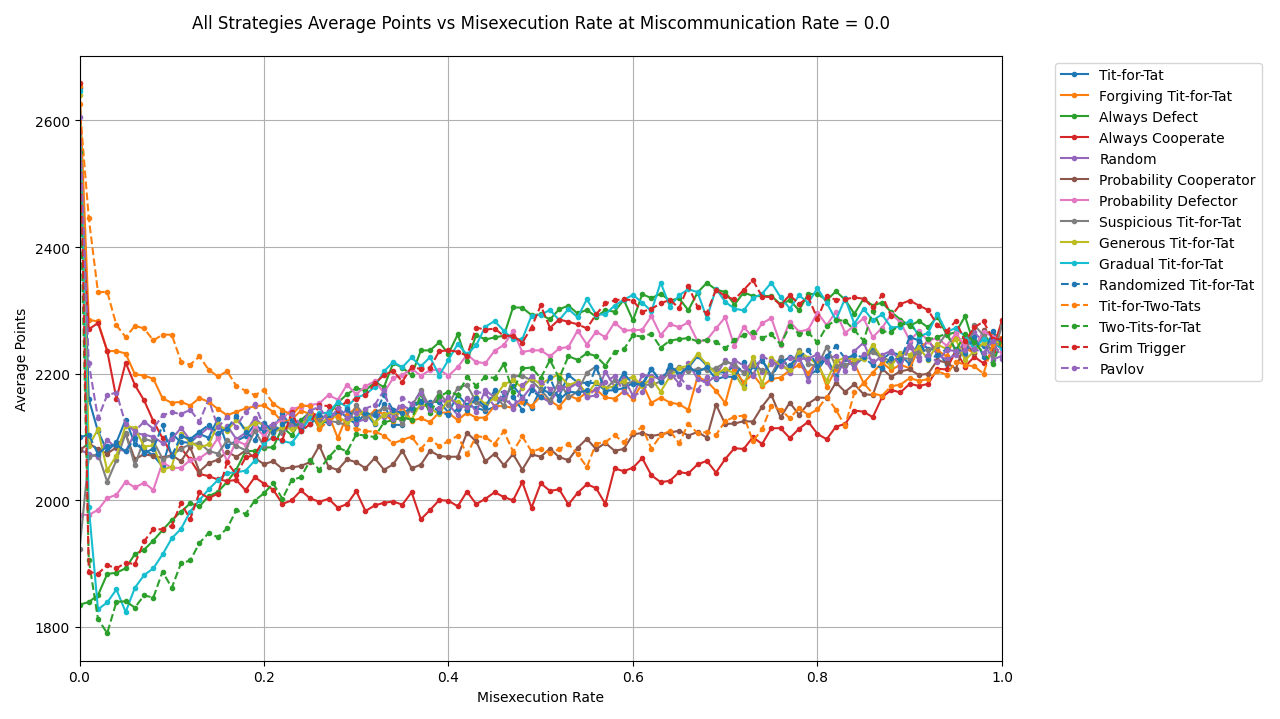 All Strategies Average Points vs Misexecution Rate at Miscommunication Rate = 0.0
Average Points
2600
2400
2200
2000
1800
0.0
0.2
0.4
0.6
0.8
1.0
Misexecution Rate
Tit-for-Tat
Forgiving Tit-for-Tat
Always Defect
Always Cooperate
Random
Probability Cooperator
Probability Defector
Suspicious Tit-for-Tat
Generous Tit-for-Tat
Gradual Tit-for-Tat
Randomized Tit-for-Tat
Tit-for-Two-Tats
Two-Tits-for-Tat
Grim Trigger
Pavlov